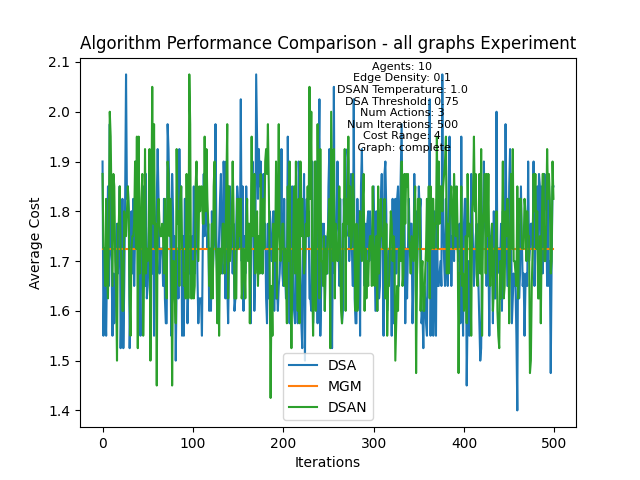 Algorithm Performance Comparison - all graphs Experiment
Agents: 10
Edge Density: 0.1
DSAN Temperature: 1.0
DSA Threshold: 0.75
Num Actions: 3
Num Iterations: 500
Cost Range: 4
Graph: complete
2.1
2.0
1.9
1.8
1.7
1.6
1.5
1.4
Average Cost
DSA
MGM
DSAN
0
100
200
300
400
500
Iterations